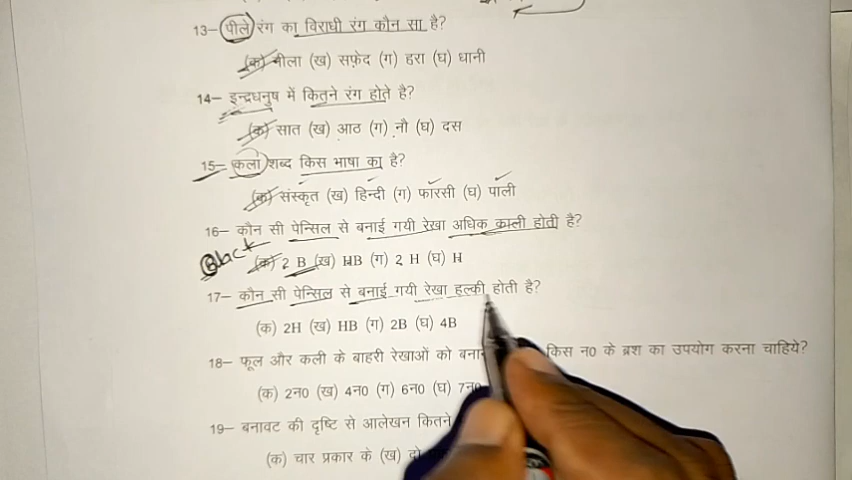 13– पीले रंग का विराधी रंग कौन सा है?
(क) नीला (ख) सफ़ेद (ग) हरा (घ) धानी
14– इन्द्रधनुष में कितने रंग होते है?
(क) सात (ख) आठ (ग) नौ (घ) दस
15– कला शब्द किस भाषा का है?
(क) संस्कृत (ख) हिन्दी (ग) फारसी (घ) पाली
16– कौन सी पेन्सिल से बनाई गयी रेखा अधिक काली होती है?
(क) 2 B (ख) HB (ग) 2 H (घ) H
17– कौन सी पेन्सिल से बनाई गयी रेखा हल्की होती है?
(क) 2H (ख) HB (ग) 2B (घ) 4B
18– फूल और कली के बाहरी रेखाओं को किस न0 के ब्रश का उपयोग करना चाहिये?
(क) 2न0 (ख) 4न0 (ग) 6न0 (घ) 7न0
19– बनावट की दृष्टि से आलेखन कितने
(क) चार प्रकार के (ख) दो